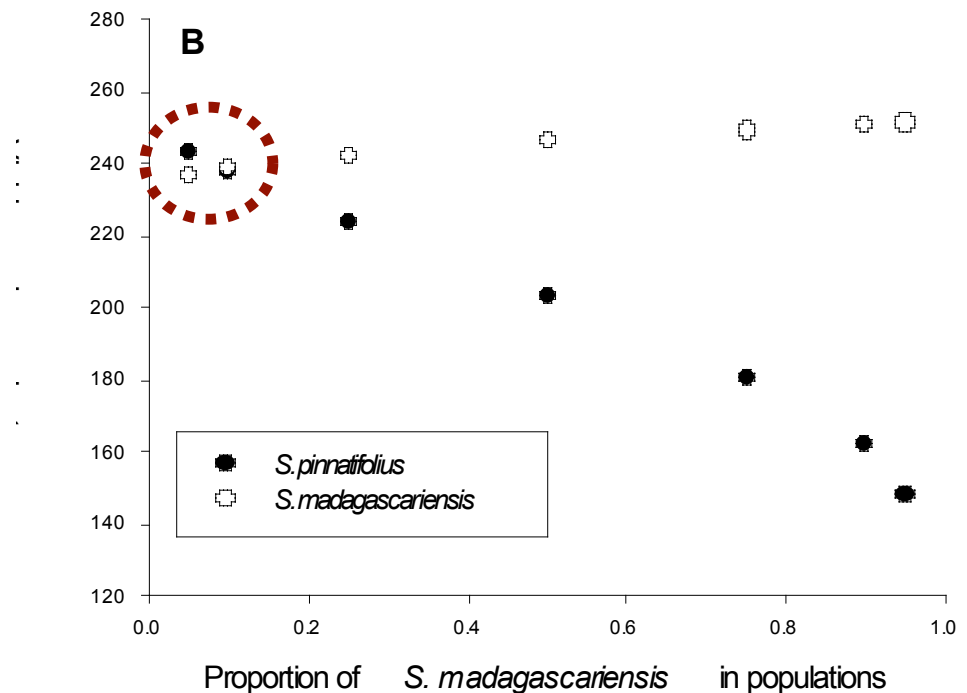 B
280
260
240
220
200
180
160
140
120
S. pinnatifolius
S. madagascariensis
0.0 0.2 0.4 0.6 0.8 1.0
Proportion of S. madagascariensis in populations